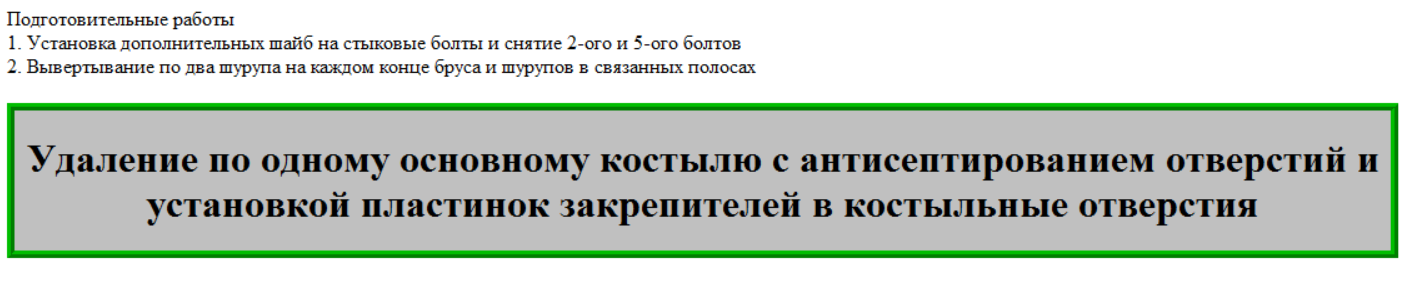 Подготовительные работы
1. Установка дополнительных шайб на стыковые болты и снятие 2-ого и 5-ого болтов
2. Вывертывание по два шурупа на каждом конце бруса и шурупов в связанных полосах
Удаление по одному основному костылю с антисептированием отверстий и
установкой пластинок закрепителей в костыльные отверстия